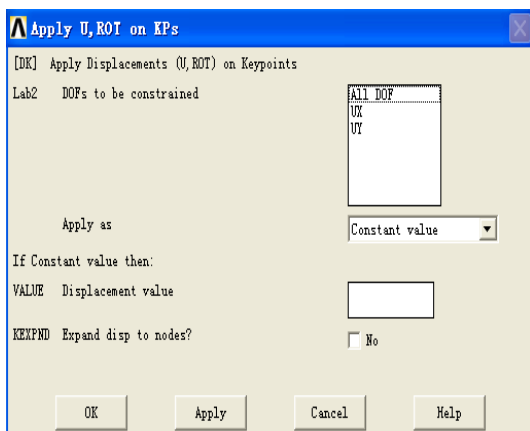 Apply U,ROT on KPs
[DK] Apply Displacements (U,ROT) on Keypoints
Lab2 DOFs to be constrained
All DOF
UX
UY
Apply as Constant value
If Constant value then:
VALUE Displacement value
KEXPND Expand disp to nodes? No
OK Apply Cancel Help